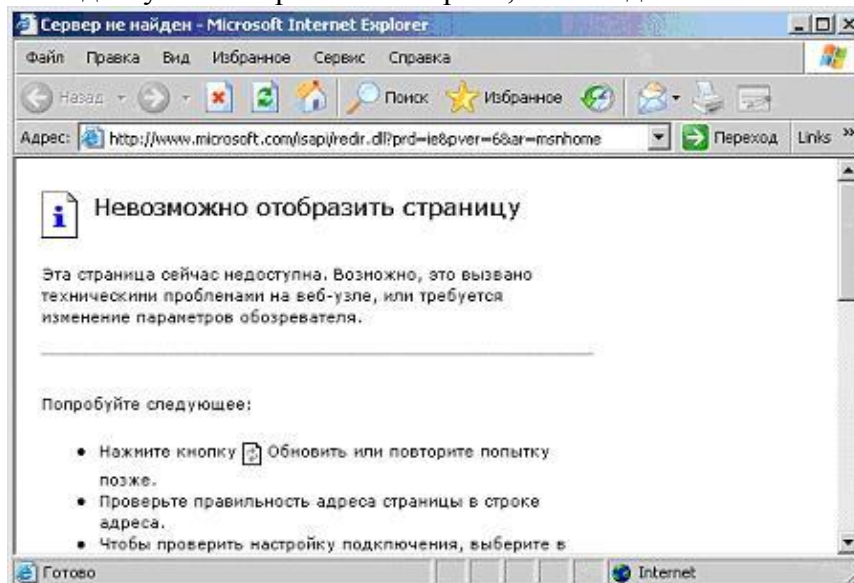 Сервер не найден - Microsoft Internet Explorer
Файл Правка Вид Избранное Сервис Справка
Назад Поиск Избранное
Адрес: http://www.microsoft.com/isapi/redir.dll?prd=ie&pver=6&ar=msnhome Переход Links »
Невозможно отобразить страницу
Эта страница сейчас недоступна. Возможно, это вызвано
техническими проблемами на веб-узле, или требуется
изменение параметров обозревателя.
Попробуйте следующее:
• Нажмите кнопку Обновить или повторите попытку
позже.
• Проверьте правильность адреса страницы в строке
адреса.
• Чтобы проверить настройку подключения, выберите в
Готово Internet